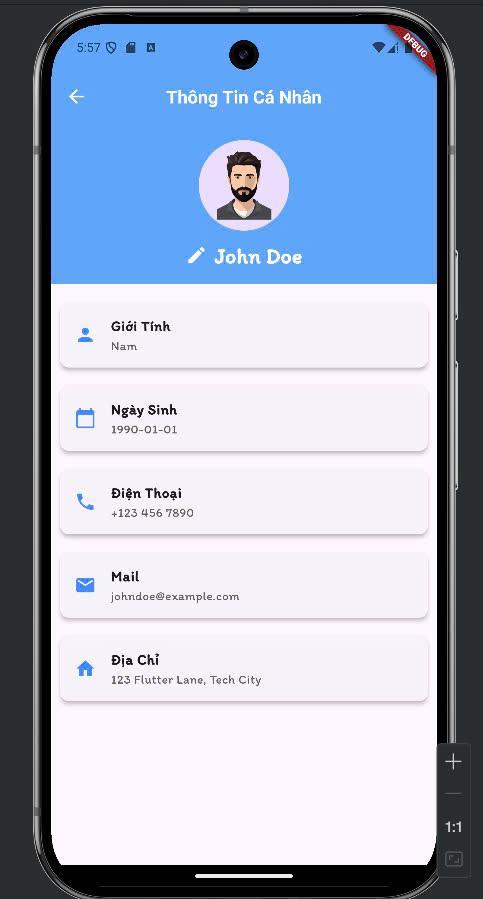 5:57
A
DEBUG
Thông Tin Cá Nhân
John Doe
Giới Tính
Nam
Ngày Sinh
1990-01-01
Điện Thoại
+123 456 7890
Mail
johndoe@example.com
Địa Chỉ
123 Flutter Lane, Tech City
1:1